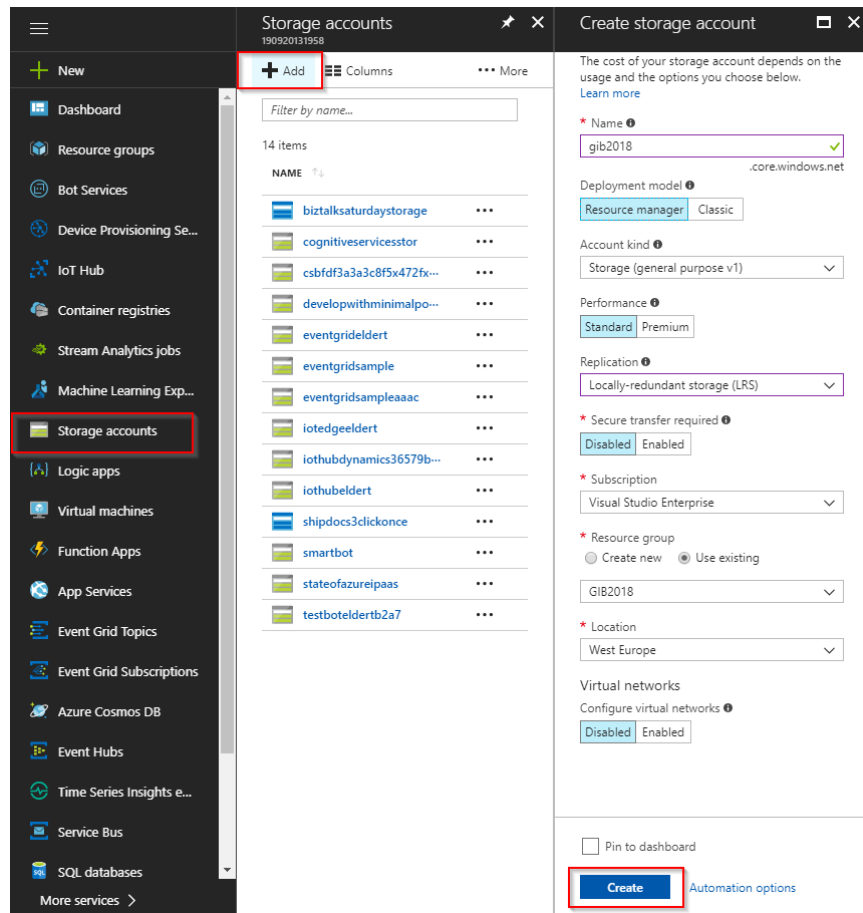 New
Dashboard
Resource groups
Bot Services
Device Provisioning Se...
IoT Hub
Container registries
Stream Analytics jobs
Machine Learning Exp...
Storage accounts
Logic apps
Virtual machines
Function Apps
App Services
Event Grid Topics
Event Grid Subscriptions
Azure Cosmos DB
Event Hubs
Time Series Insights e...
Service Bus
SQL databases
More services
Storage accounts
190920131958
Add Columns More
Filter by name...
14 items
NAME
biztalksaturdaystorage
cognitiveservicesstor
csbfdf3a3a3c8f5x472fx...
developwithminimalpo...
eventgrideldert
eventgridsample
eventgridsampleaaac
iotedgeeldert
iothubdynamics36579b...
iothubeldert
shipdocs3clickonce
smartbot
stateofazureipaas
testboteldertb2a7
Create storage account
The cost of your storage account depends on the
usage and the options you choose below.
Learn more
* Name
gib2018
.core.windows.net
Deployment model
Resource manager Classic
Account kind
Storage (general purpose v1)
Performance
Standard Premium
Replication
Locally-redundant storage (LRS)
* Secure transfer required
Disabled Enabled
* Subscription
Visual Studio Enterprise
* Resource group
Create new Use existing
GIB2018
* Location
West Europe
Virtual networks
Configure virtual networks
Disabled Enabled
Pin to dashboard
Create Automation options